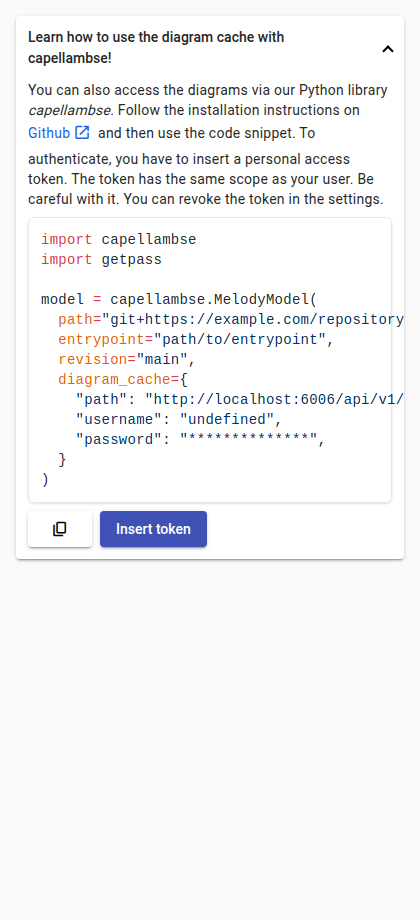 Learn how to use the diagram cache with
capellambse!
You can also access the diagrams via our Python library
capellambse. Follow the installation instructions on
Github and then use the code snippet. To
authenticate, you have to insert a personal access
token. The token has the same scope as your user. Be
careful with it. You can revoke the token in the settings.
import capellambse
import getpass
model = capellambse.MelodyModel(
path="git+https://example.com/repository
entrypoint="path/to/entrypoint",
revision="main",
diagram_cache={
"path": "http://localhost:6006/api/v1/
"username": "undefined",
"password": "**************",
}
)
Insert token